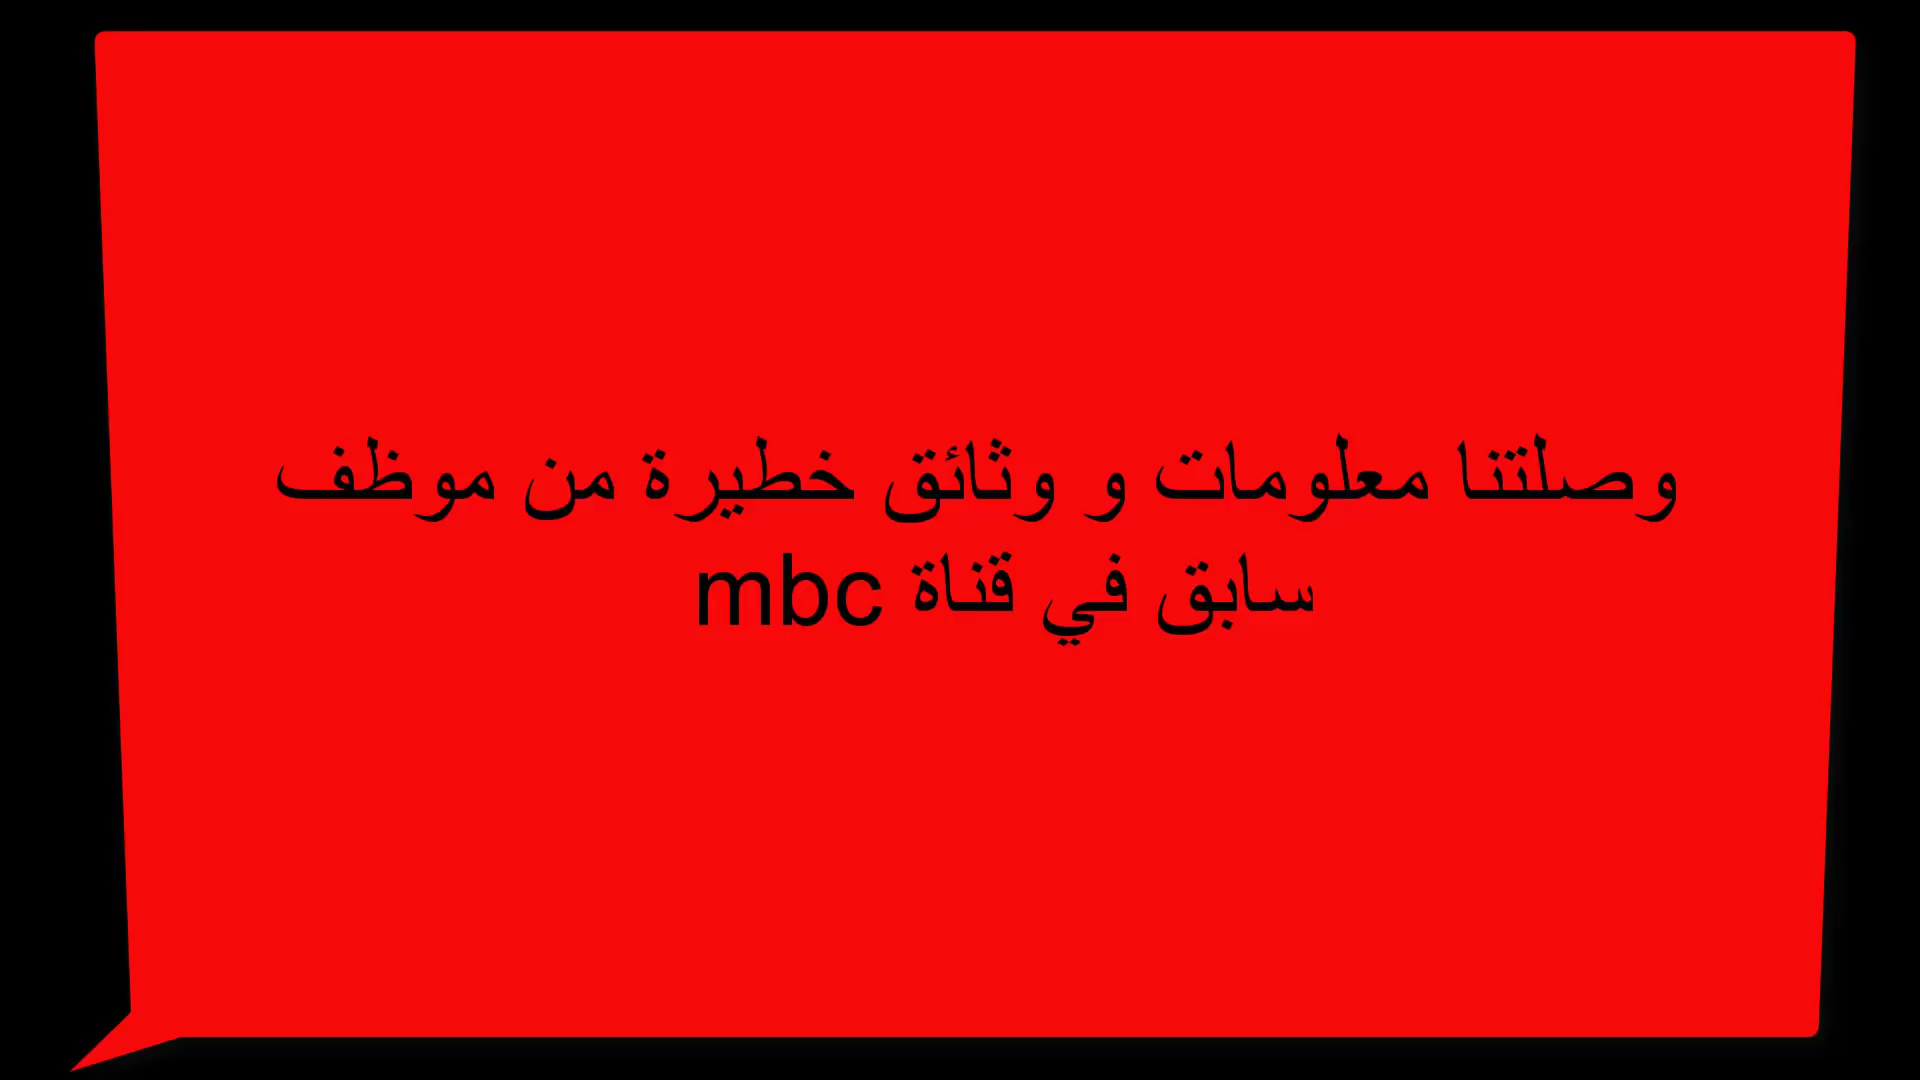 وصلتنا معلومات و وثائق خطيرة من موظف
سابق في قناة mbc